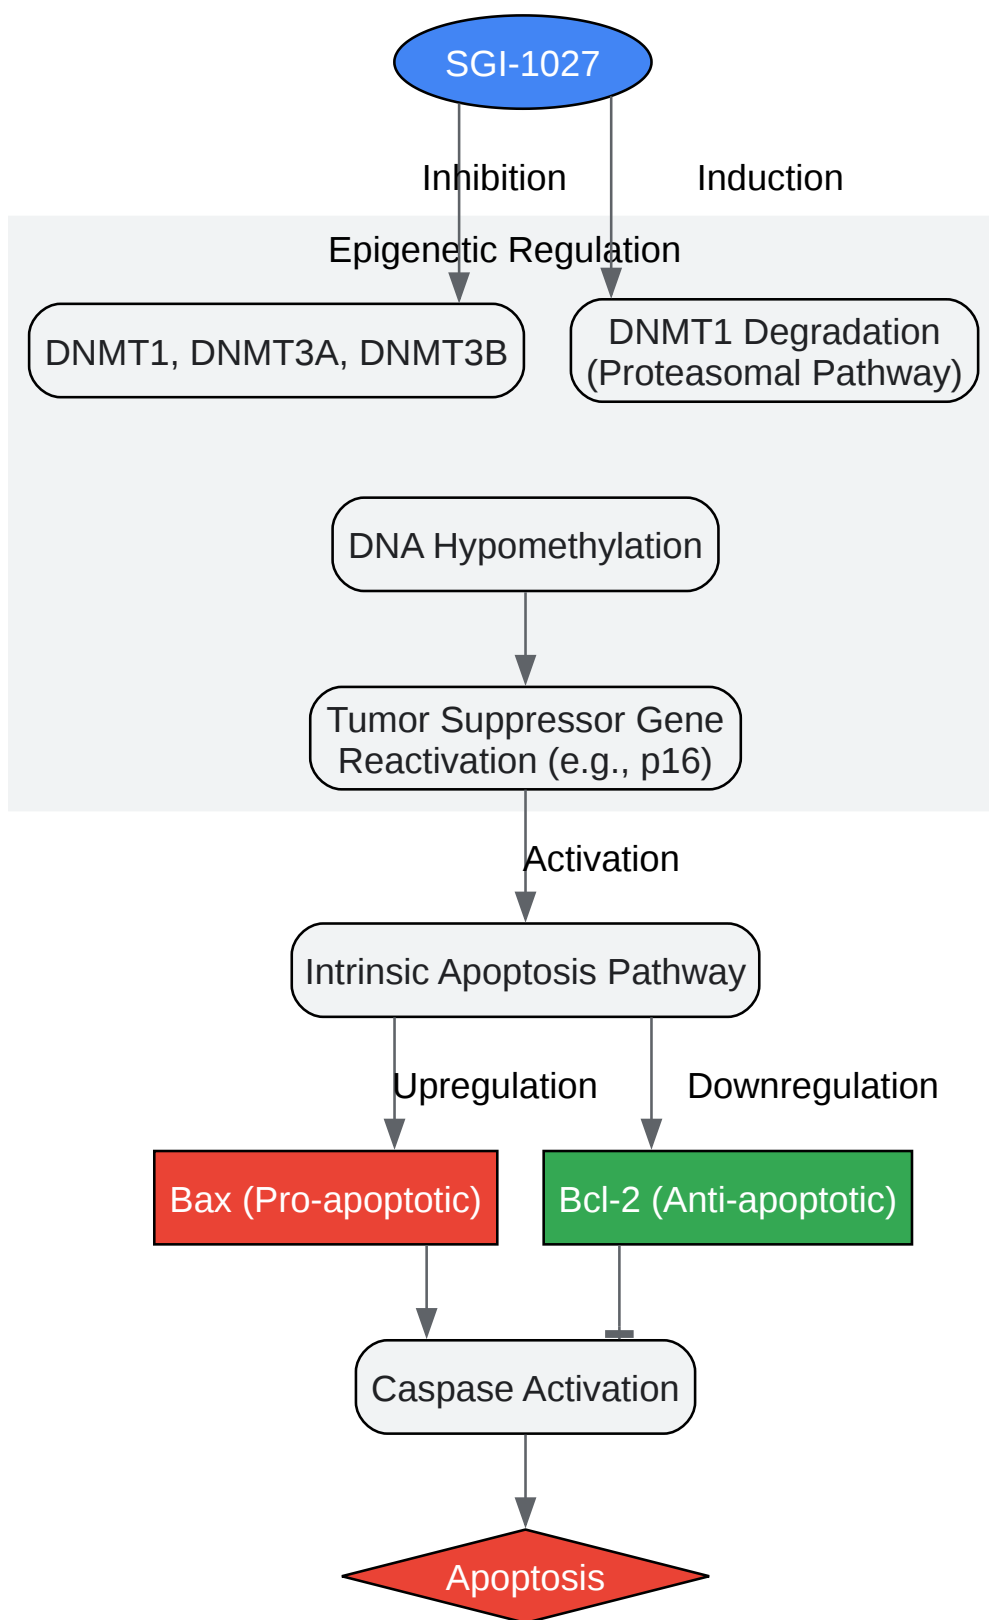 SGI-1027
Inhibition
Induction
Epigenetic Regulation
DNMT1, DNMT3A, DNMT3B
DNMT1 Degradation
(Proteasomal Pathway)
DNA Hypomethylation
Tumor Suppressor Gene
Reactivation (e.g., p16)
Activation
Intrinsic Apoptosis Pathway
Upregulation
Downregulation
Bax (Pro-apoptotic)
Bcl-2 (Anti-apoptotic)
Caspase Activation
Apoptosis